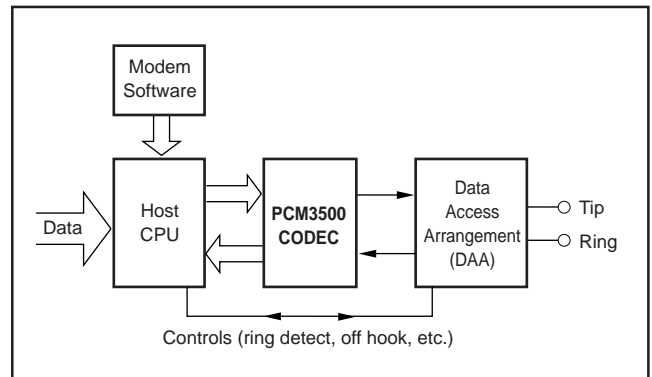 Modem
Software
Data
Host
CPU
PCM3500
CODEC
Data
Access
Arrangement
(DAA)
Tip
Ring
Controls (ring detect, off hook, etc.)